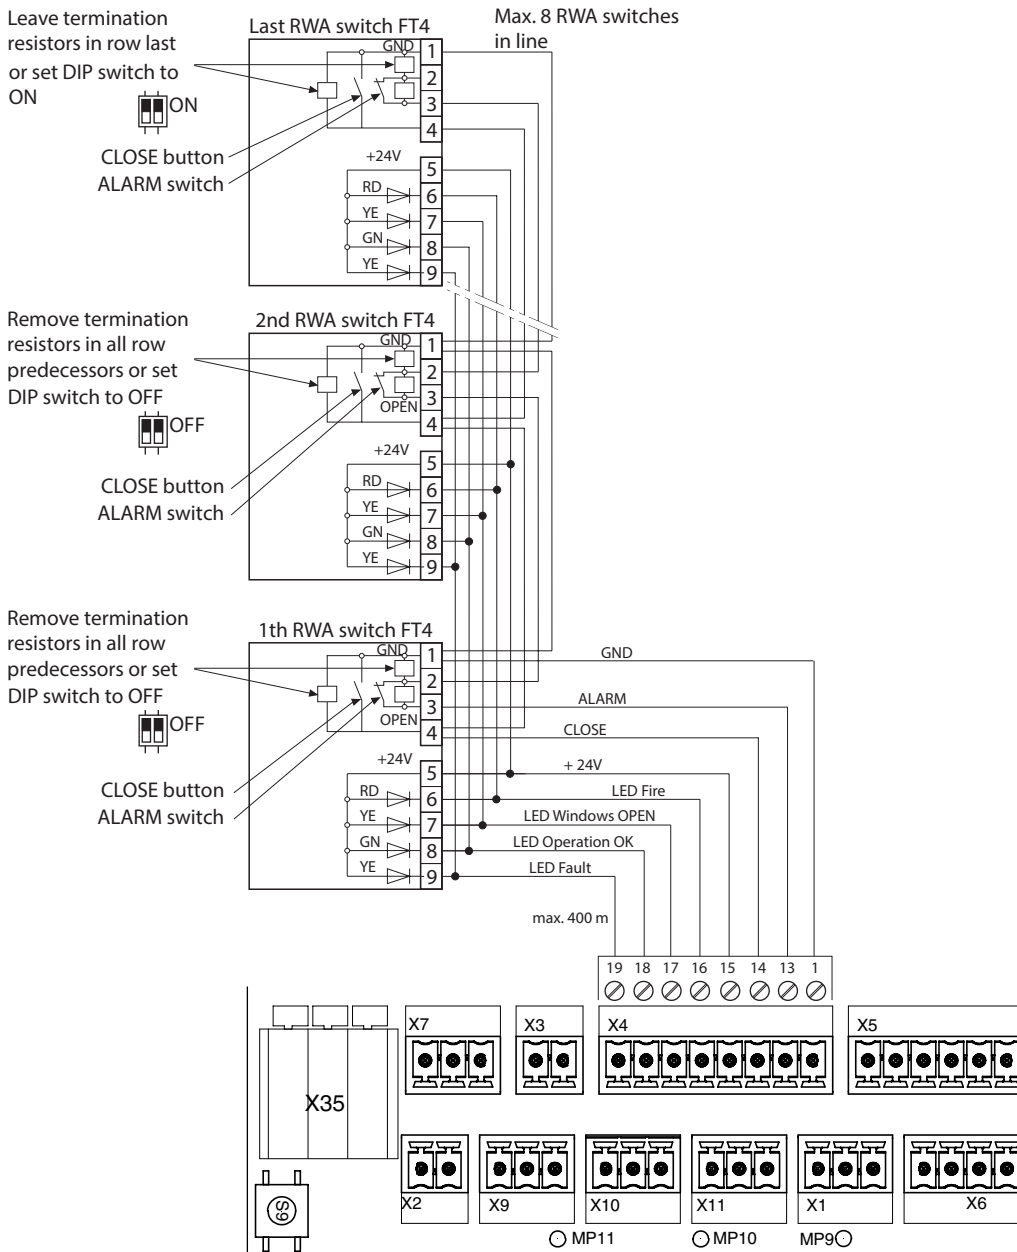 Leave termination
resistors in row last
or set DIP switch to
ON
ON
CLOSE button
ALARM switch
Last RWA switch FT4
Max. 8 RWA switches
in line
GND
1
2
3
4
+24V
5
RD
6
YE
7
GN
8
YE
9
Remove termination
resistors in all row
predecessors or set
DIP switch to OFF
OFF
CLOSE button
ALARM switch
2nd RWA switch FT4
GND
1
2
3
OPEN
4
+24V
5
RD
6
YE
7
GN
8
YE
9
Remove termination
resistors in all row
predecessors or set
DIP switch to OFF
OFF
CLOSE button
ALARM switch
1th RWA switch FT4
GND
1
2
3
OPEN
4
+24V
5
RD
6
YE
7
GN
8
YE
9
GND
ALARM
CLOSE
+ 24V
LED Fire
LED Windows OPEN
LED Operation OK
LED Fault
max. 400 m
19 18 17 16 15 14 13 1
X7 X3 X4 X5
X35
X2 X9 X10 X11 X1 X6
S9
MP11 MP10 MP9